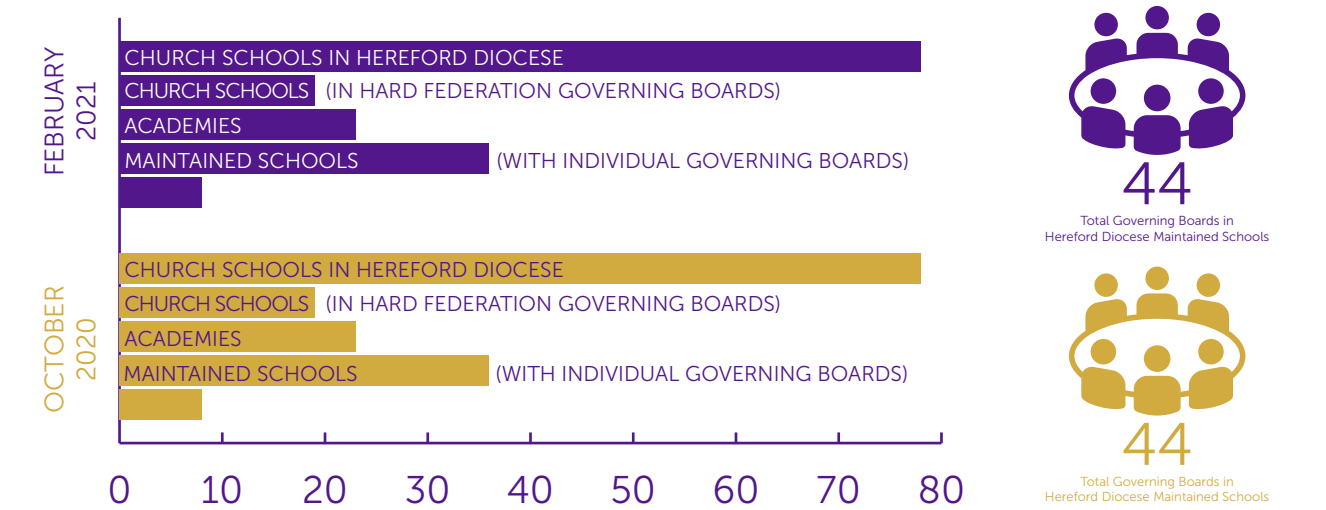 FEBRUARY
2021
CHURCH SCHOOLS IN HEREFORD DIOCESE
CHURCH SCHOOLS (IN HARD FEDERATION GOVERNING BOARDS)
ACADEMIES
MAINTAINED SCHOOLS (WITH INDIVIDUAL GOVERNING BOARDS)
44
Total Governing Boards in
Hereford Diocese Maintained Schools
OCTOBER
2020
CHURCH SCHOOLS IN HEREFORD DIOCESE
CHURCH SCHOOLS (IN HARD FEDERATION GOVERNING BOARDS)
ACADEMIES
MAINTAINED SCHOOLS (WITH INDIVIDUAL GOVERNING BOARDS)
44
Total Governing Boards in
Hereford Diocese Maintained Schools
0 10 20 30 40 50 60 70 80